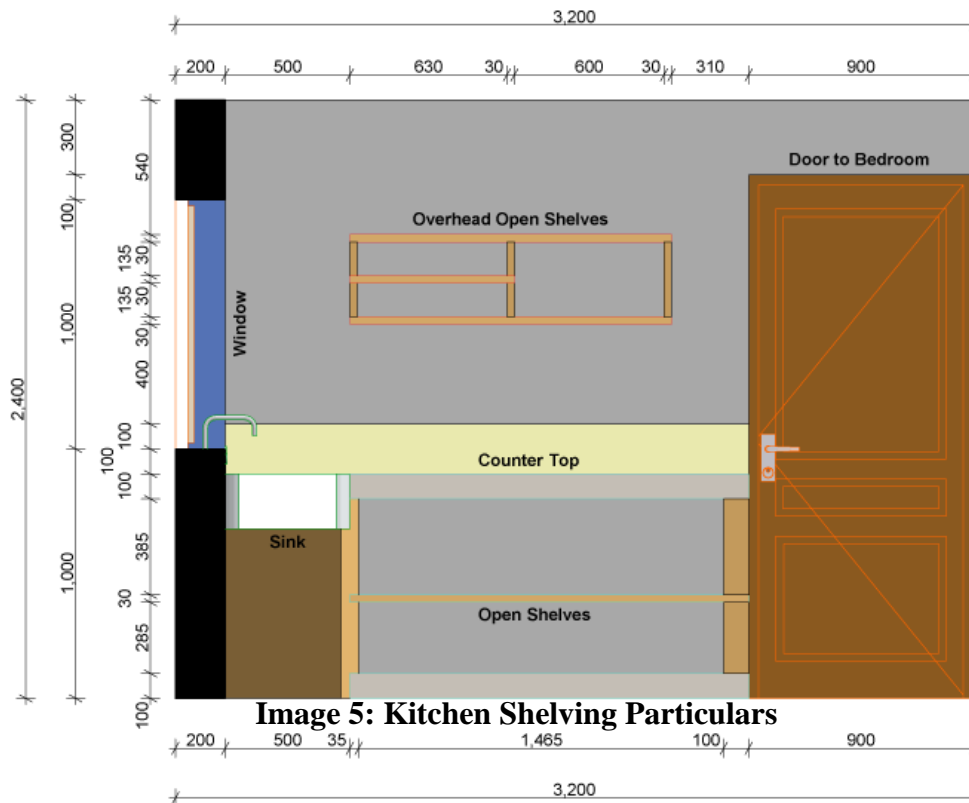 3,200
200 500 630 30 600 30 310 900
300
540
Door to Bedroom
100
Overhead Open Shelves
135
30
135
30
30
Window
1,000
400
2,400
100
100
Counter Top
100
Sink
385
1,000
30
Open Shelves
285
100
Image 5: Kitchen Shelving Particulars
200 500 35 1,465 100 900
3,200